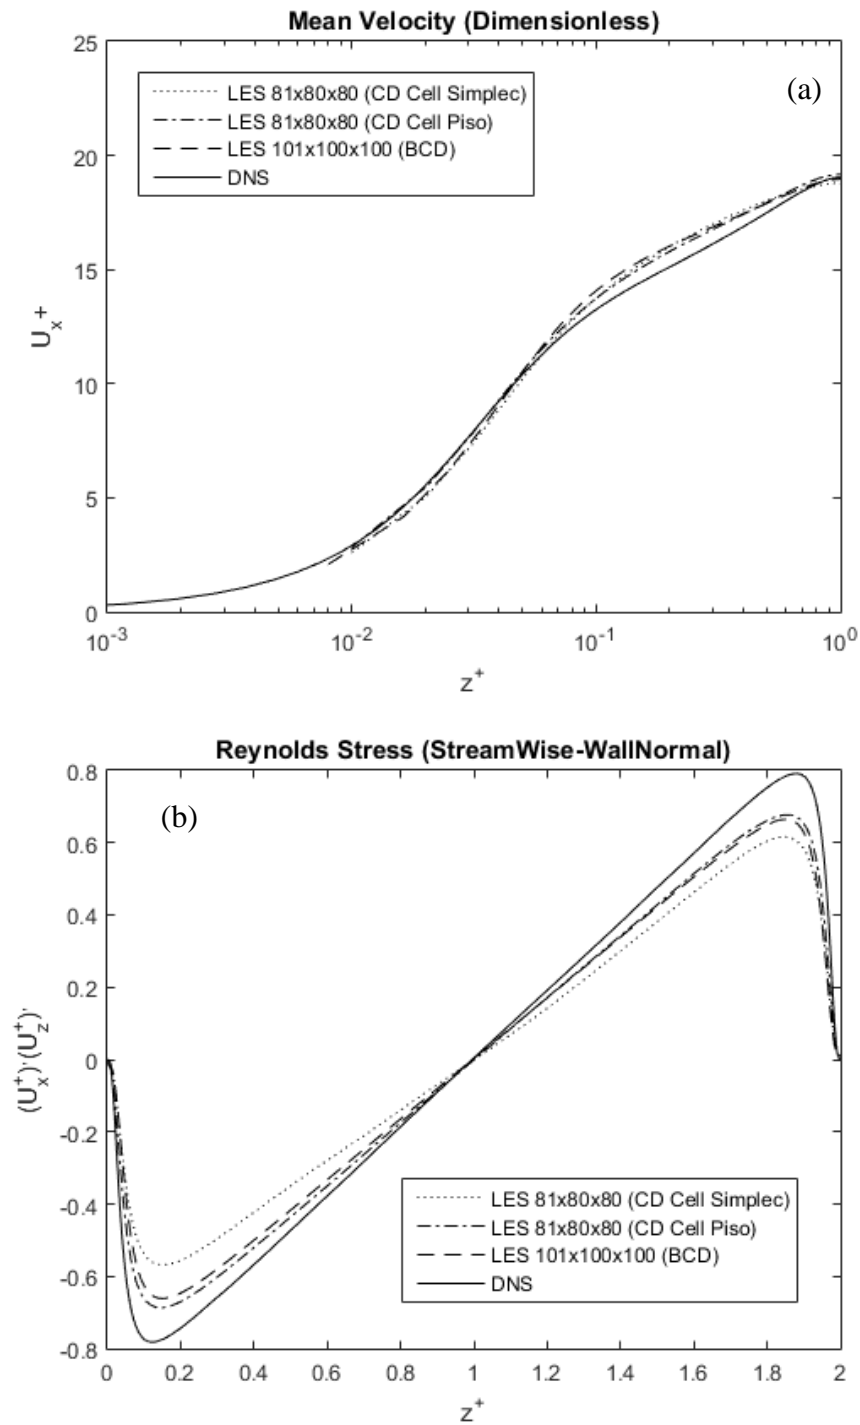 Mean Velocity (Dimensionless)
25
(a)
LES 81x80x80 (CD Cell Simplec)
LES 81x80x80 (CD Cell Piso)
LES 101x100x100 (BCD)
DNS
20
15
U_x+
10
5
0
10^-3
10^-2
10^-1
10^0
z^+
Reynolds Stress (StreamWise-WallNormal)
0.8
(b)
0.6
0.4
0.2
0
(U_x^+)'(U_z^+)'
-0.2
-0.4
LES 81x80x80 (CD Cell Simplec)
LES 81x80x80 (CD Cell Piso)
LES 101x100x100 (BCD)
DNS
-0.6
-0.8
0 0.2 0.4 0.6 0.8 1 1.2 1.4 1.6 1.8 2
z^+